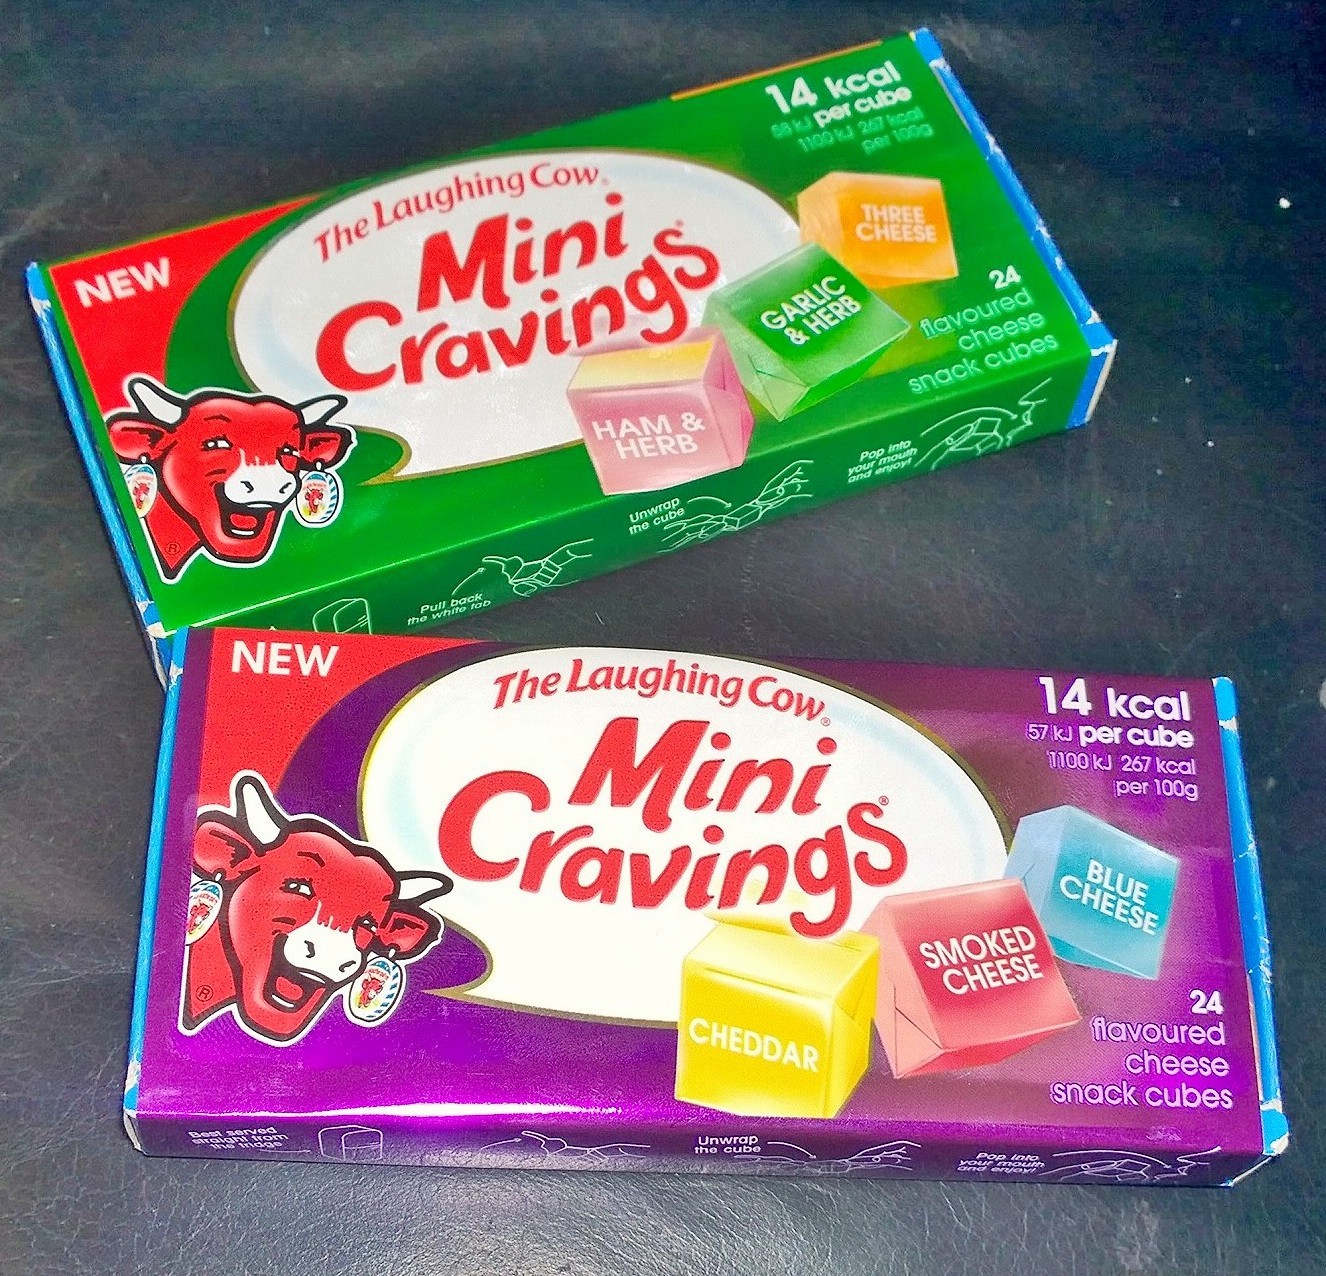 NEW
The Laughing Cow®
Mini
Cravings®
14 kcal
58 kJ per cube
1100 kJ 267 kcal
per 100g
THREE
CHEESE
GARLIC
& HERB
HAM &
HERB
24
flavoured
cheese
snack cubes
®
Pull back
the white tab
Unwrap
the cube
Pop into
your mouth
and enjoy!
NEW
The Laughing Cow®
Mini
Cravings®
14 kcal
57 kJ per cube
1100 kJ 267 kcal
per 100g
BLUE
CHEESE
SMOKED
CHEESE
CHEDDAR
24
flavoured
cheese
snack cubes
®
Best served
straight from
the fridge
Unwrap
the cube
Pop into
your mouth
and enjoy!